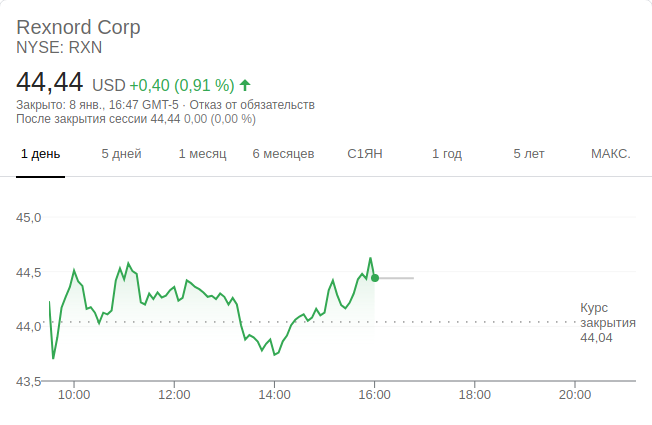 Rexnord Corp
NYSE: RXN
44,44 USD +0,40 (0,91 %)
Закрыто: 8 янв., 16:47 GMT-5 · Отказ от обязательств
После закрытия сессии 44,44 0,00 (0,00 %)
1 день 5 дней 1 месяц 6 месяцев С1ЯН 1 год 5 лет МАКС.
45,0
44,5
44,0
43,5
Курс
закрытия
44,04
10:00 12:00 14:00 16:00 18:00 20:00